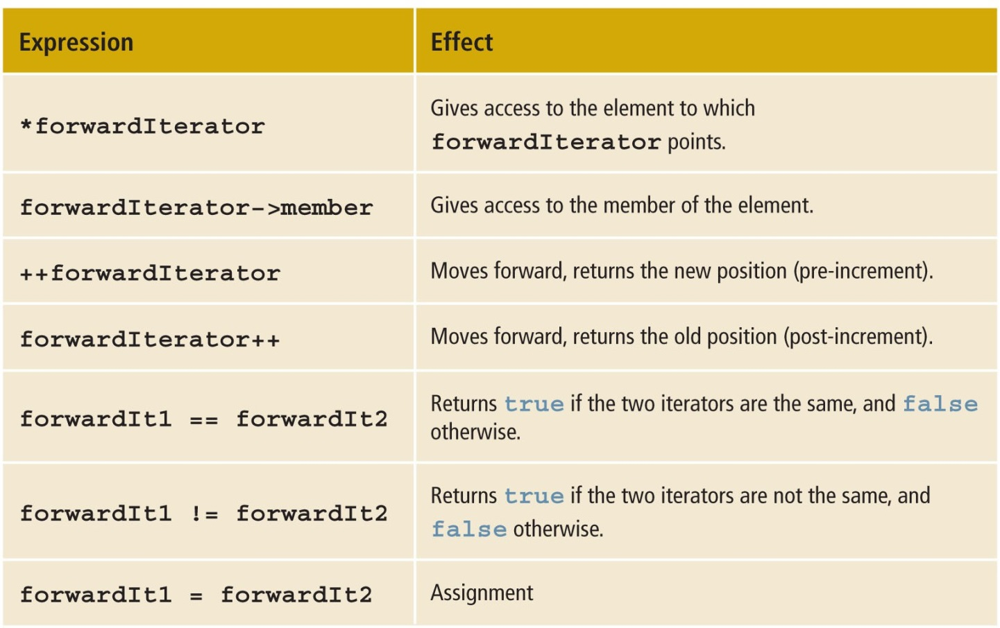 Expression Effect
*forwardIterator Gives access to the element to which
forwardIterator points.
forwardIterator->member Gives access to the member of the element.
++forwardIterator Moves forward, returns the new position (pre-increment).
forwardIterator++ Moves forward, returns the old position (post-increment).
forwardIt1 == forwardIt2 Returns true if the two iterators are the same, and false
otherwise.
forwardIt1 != forwardIt2 Returns true if the two iterators are not the same, and
false otherwise.
forwardIt1 = forwardIt2 Assignment